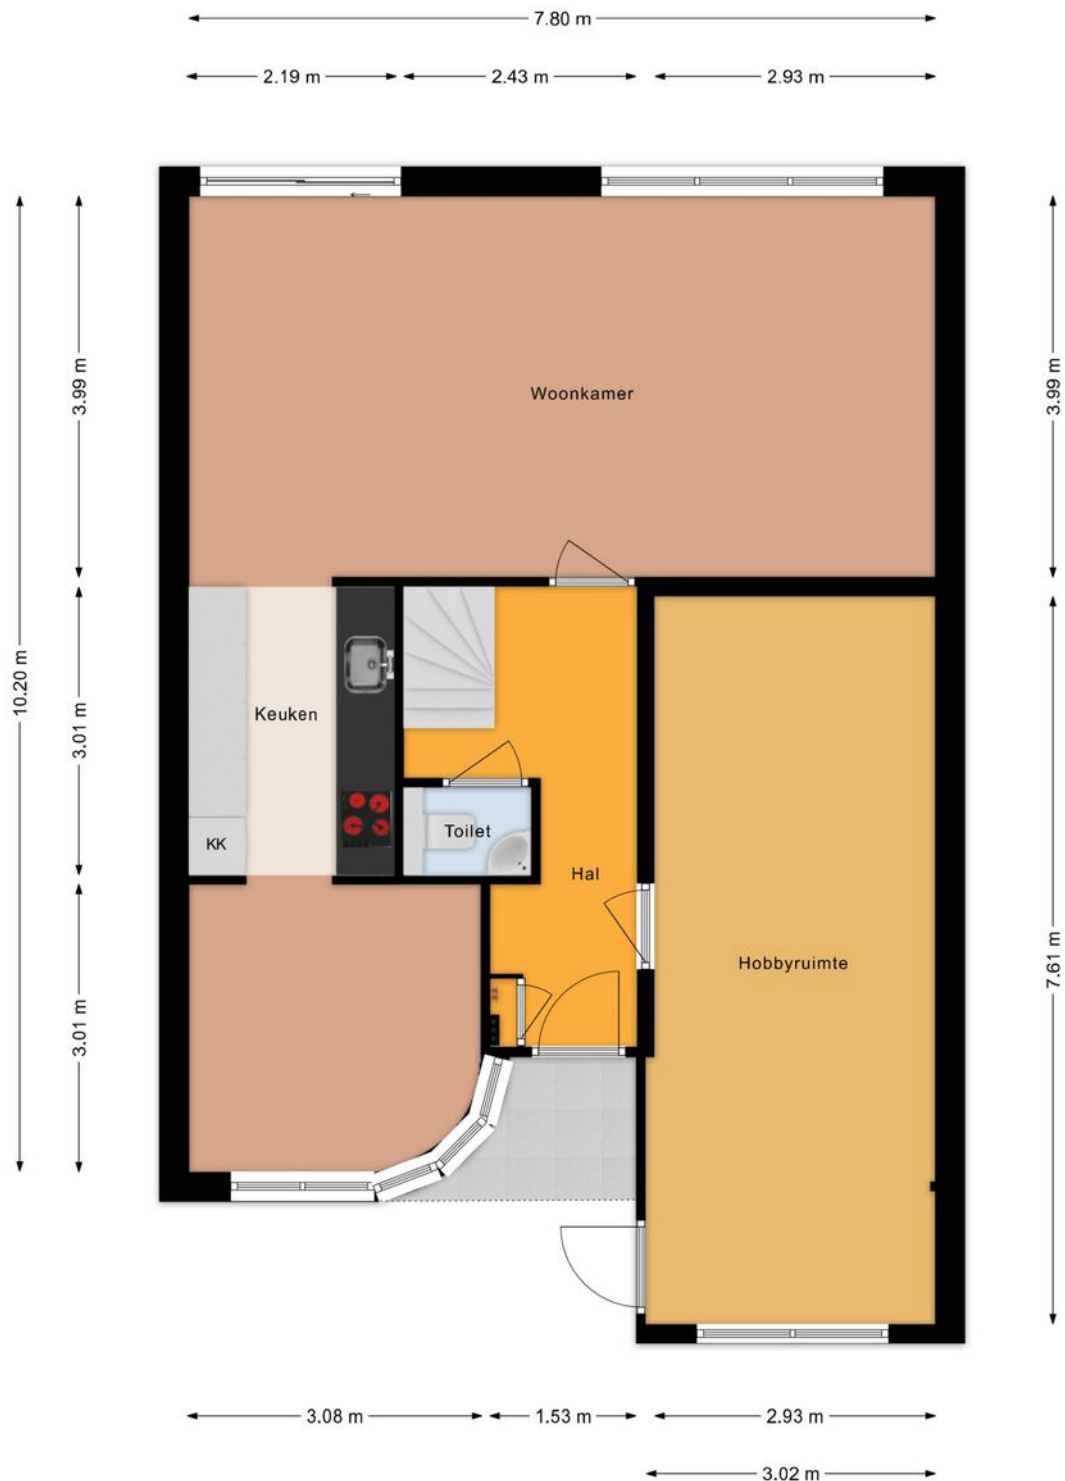 7.80 m
2.19 m
2.43 m
2.93 m
3.99 m
3.99 m
Woonkamer
10.20 m
3.01 m
Keuken
KK
Toilet
Hal
Hobbyruimte
7.61 m
3.01 m
3.08 m
1.53 m
2.93 m
3.02 m